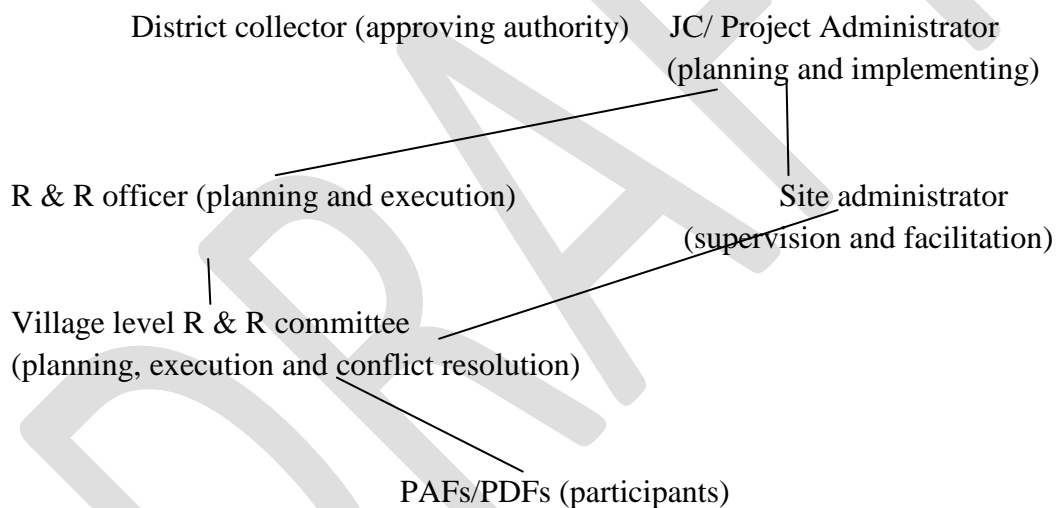 District collector (approving authority) JC/ Project Administrator
(planning and implementing)
R & R officer (planning and execution) Site administrator
(supervision and facilitation)
Village level R & R committee
(planning, execution and conflict resolution)
PAFs/PDFs (participants)
DRAFT